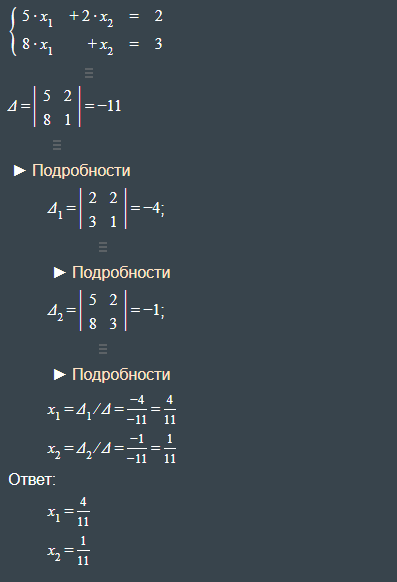 5·x₁ +2·x₂ = 2
8·x₁ +x₂ = 3
Δ=|5 2; 8 1|=−11
► Подробности
Δ₁=|2 2; 3 1|=−4;
► Подробности
Δ₂=|5 2; 8 3|=−1;
► Подробности
x₁=Δ₁/Δ=−4/−11=4/11
x₂=Δ₂/Δ=−1/−11=1/11
Ответ:
x₁=4/11
x₂=1/11